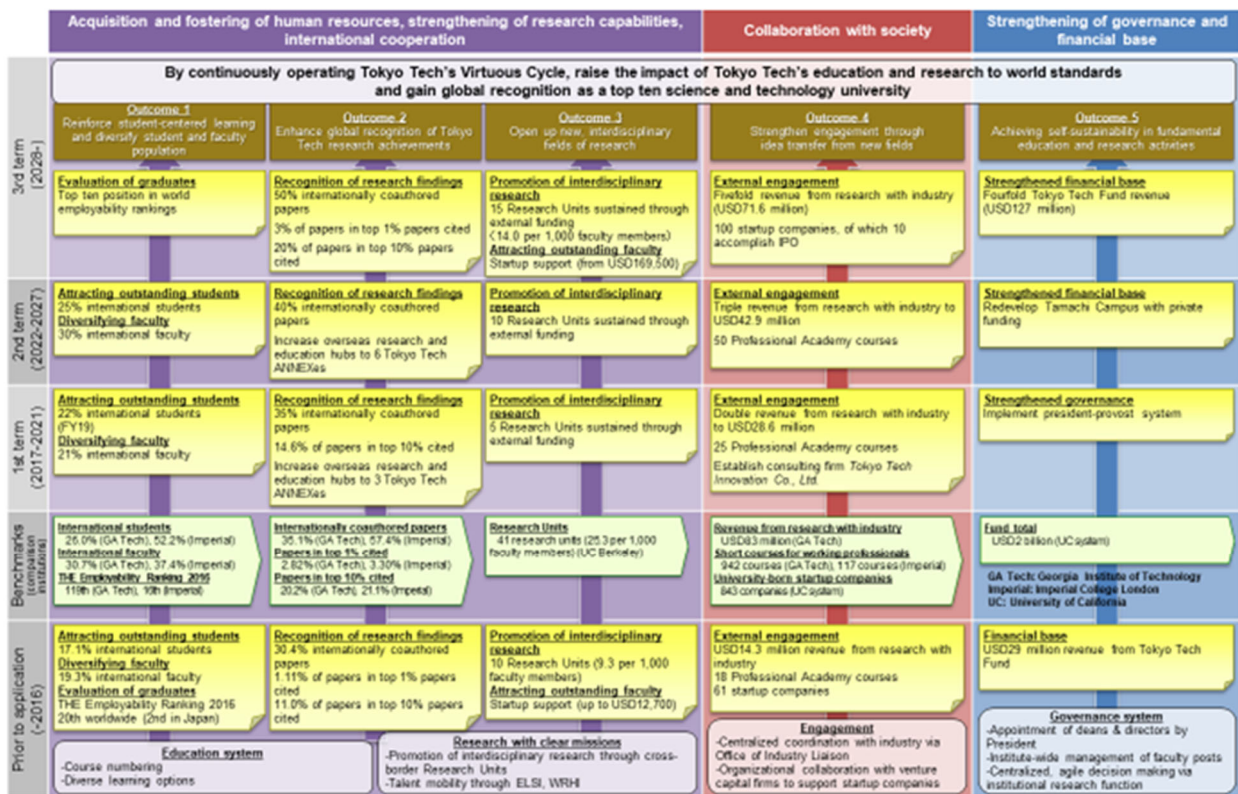 Acquisition and fostering of human resources, strengthening of research capabilities,
international cooperation
Collaboration with society
Strengthening of governance and
financial base
By continuously operating Tokyo Tech's Virtuous Cycle, raise the impact of Tokyo Tech's education and research to world standards
and gain global recognition as a top ten science and technology university
3rd term
(2028-)
Outcome 1
Reinforce student-centered learning
and diversify student and faculty
population
Outcome 2
Enhance global recognition of Tokyo
Tech research achievements
Outcome 3
Open up new, interdisciplinary
fields of research
Outcome 4
Strengthen engagement through
idea transfer from new fields
Outcome 5
Achieving self-sustainability in fundamental
education and research activities
Evaluation of graduates
Top ten position in world
employability rankings
Recognition of research findings
50% internationally coauthored
papers
3% of papers in top 1% papers cited
20% of papers in top 10% papers
cited
Promotion of interdisciplinary
research
15 Research Units sustained through
external funding
(14.0 per 1,000 faculty members)
Attracting outstanding faculty
Startup support (from USD169,500)
External engagement
Fivefold revenue from research with industry
(USD71.6 million)
100 startup companies, of which 10
accomplish IPO
Strengthened financial base
Fourfold Tokyo Tech Fund revenue
(USD127 million)
2nd term
(2022-2027)
Attracting outstanding students
25% international students
Diversifying faculty
30% international faculty
Recognition of research findings
40% internationally coauthored
papers
Increase overseas research and
education hubs to 6 Tokyo Tech
ANNEXes
Promotion of interdisciplinary
research
10 Research Units sustained through
external funding
External engagement
Triple revenue from research with industry to
USD42.9 million
50 Professional Academy courses
Strengthened financial base
Redevelop Tamachi Campus with private
funding
1st term
(2017-2021)
Attracting outstanding students
22% international students
(FY19)
Diversifying faculty
21% international faculty
Recognition of research findings
35% internationally coauthored
papers
14.6% of papers in top 10% cited
Increase overseas research and
education hubs to 3 Tokyo Tech
ANNEXes
Promotion of interdisciplinary
research
5 Research Units sustained through
external funding
External engagement
Double revenue from research with industry
to USD28.6 million
25 Professional Academy courses
Establish consulting firm Tokyo Tech
Innovation Co., Ltd.
Strengthened governance
Implement president-provost system
Benchmarks
(comparison
institutions)
International students
26.0% (GA Tech), 52.2% (Imperial)
International faculty
30.7% (GA Tech), 37.4% (Imperial)
THE Employability Ranking 2016
119th (GA Tech), 16th (Imperial)
Internationally coauthored papers
35.1% (GA Tech), 57.4% (Imperial)
Papers in top 1% cited
2.82% (GA Tech), 3.30% (Imperial)
Papers in top 10% cited
20.2% (GA Tech), 21.1% (Imperial)
Research Units
41 research units (25.3 per 1,000
faculty members) (UC Berkeley)
Revenue from research with industry
USD83 million (GA Tech)
Short courses for working professionals
942 courses (GA Tech), 117 courses (Imperial)
University-born startup companies
843 companies (UC system)
Fund total
USD2 billion (UC system)
GA Tech: Georgia Institute of Technology
Imperial: Imperial College London
UC: University of California
Prior to application
(-2016)
Attracting outstanding students
17.1% international students
Diversifying faculty
19.3% international faculty
Evaluation of graduates
THE Employability Ranking 2016
20th worldwide (2nd in Japan)
Recognition of research findings
30.4% internationally coauthored
papers
1.11% of papers in top 1% papers
cited
11.0% of papers in top 10% papers
cited
Promotion of interdisciplinary
research
10 Research Units (9.3 per 1,000
faculty members)
Attracting outstanding faculty
Startup support (up to USD12,700)
External engagement
USD14.3 million revenue from research with
industry
18 Professional Academy courses
61 startup companies
Financial base
USD29 million revenue from Tokyo Tech
Fund
Education system
-Course numbering
-Diverse learning options
Research with clear missions
-Promotion of interdisciplinary research through cross-
border Research Units
-Talent mobility through ELSI, WRHI
Engagement
-Centralized coordination with industry via
Office of Industry Liaison
-Organizational collaboration with venture
capital firms to support startup companies
Governance system
-Appointment of deans & directors by
President
-Institute-wide management of faculty posts
-Centralized, agile decision making via
institutional research function